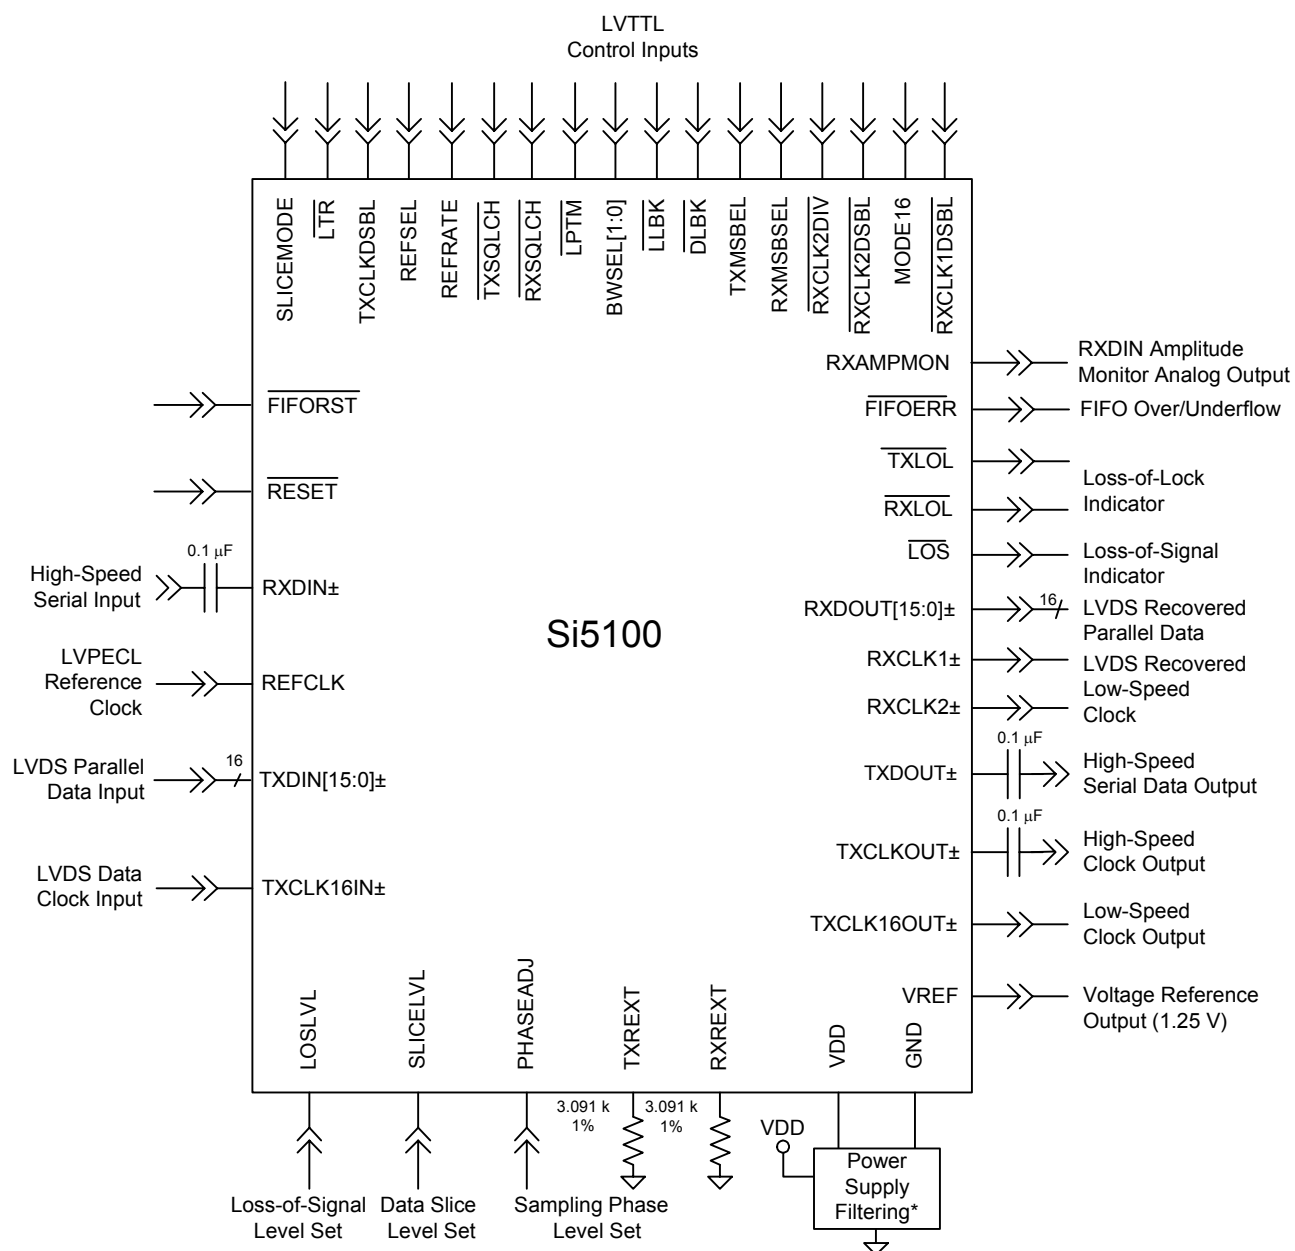 LVTTL
Control Inputs
SLICEMODE
LTR
TXCLKDSBL
REFSEL
REFRATE
TXSQLCH
RXSQLCH
LPTM
BWSEL[1:0]
LLBK
DLBK
TXMSBEL
RXMSBSEL
RXCLK2DIV
RXCLK2DSBL
MODE16
RXCLK1DSBL
RXAMPMON
RXDIN Amplitude
Monitor Analog Output
FIFORST
FIFOERR
FIFO Over/Underflow
TXLOL
RESET
RXLOL
Loss-of-Lock
Indicator
LOS
Loss-of-Signal
Indicator
0.1 μF
High-Speed
Serial Input
RXDIN±
RXDOUT[15:0]±
16
LVDS Recovered
Parallel Data
Si5100
LVPECL
Reference
Clock
REFCLK
RXCLK1±
RXCLK2±
LVDS Recovered
Low-Speed
Clock
0.1 μF
LVDS Parallel
Data Input
16
TXDIN[15:0]±
TXDOUT±
High-Speed
Serial Data Output
0.1 μF
TXCLKOUT±
High-Speed
Clock Output
LVDS Data
Clock Input
TXCLK16IN±
TXCLK16OUT±
Low-Speed
Clock Output
VREF
Voltage Reference
Output (1.25 V)
LOSLVL
SLICELVL
PHASEADJ
TXREXT
RXREXT
VDD
GND
3.091 k
1%
3.091 k
1%
VDD
Power
Supply
Filtering*
Loss-of-Signal
Level Set
Data Slice
Level Set
Sampling Phase
Level Set